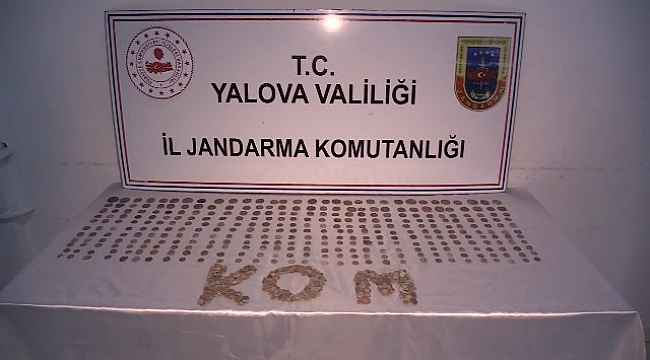 T.C.
YALOVA VALİLİĞİ
İL JANDARMA KOMUTANLIĞI
KOM